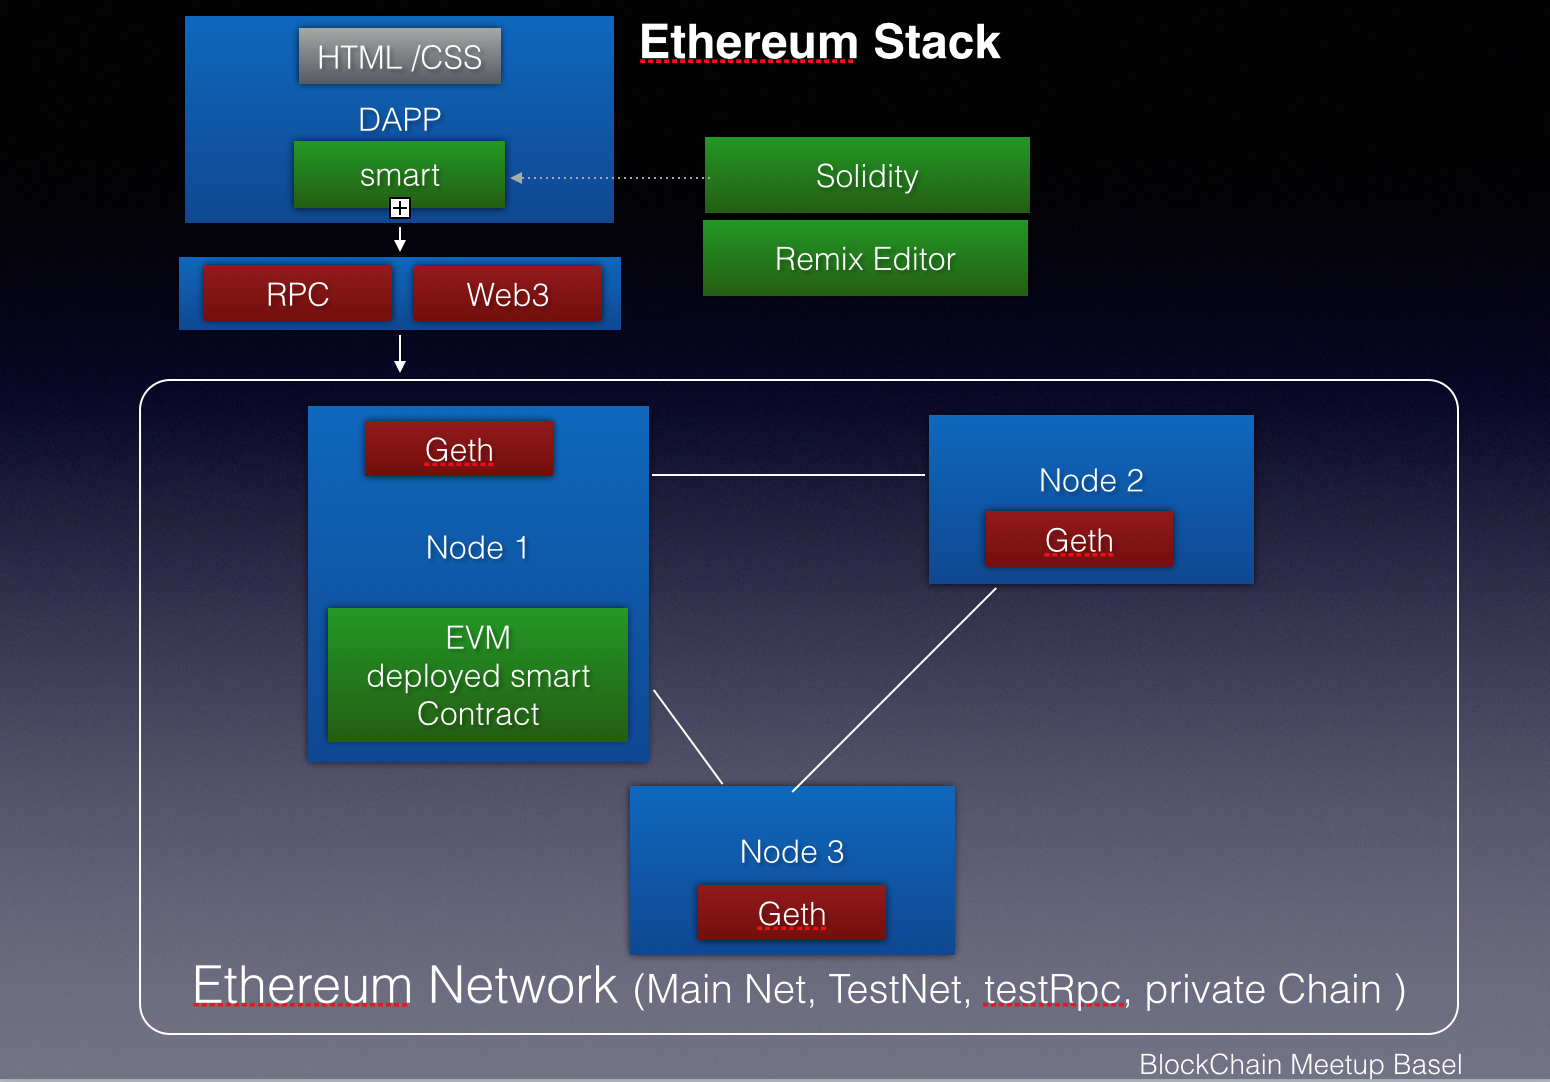 Ethereum Stack
HTML /CSS
DAPP
smart
Solidity
Remix Editor
RPC
Web3
Geth
Node 1
EVM
deployed smart
Contract
Node 2
Geth
Node 3
Geth
Ethereum Network (Main Net, TestNet, testRpc, private Chain )
BlockChain Meetup Basel